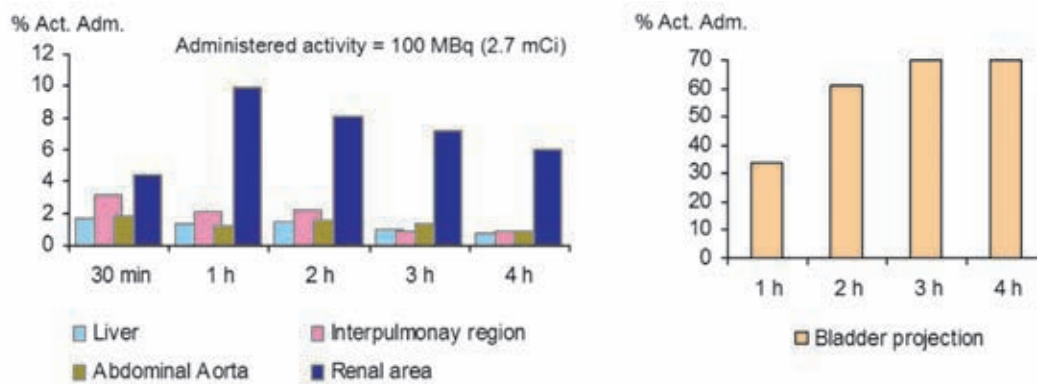 % Act. Adm.
Administered activity = 100 MBq (2.7 mCi)
12
10
8
6
4
2
0
30 min 1 h 2 h 3 h 4 h
Liver Interpulmonay region
Abdominal Aorta Renal area
% Act. Adm.
70
60
50
40
30
20
10
0
1 h 2 h 3 h 4 h
Bladder projection